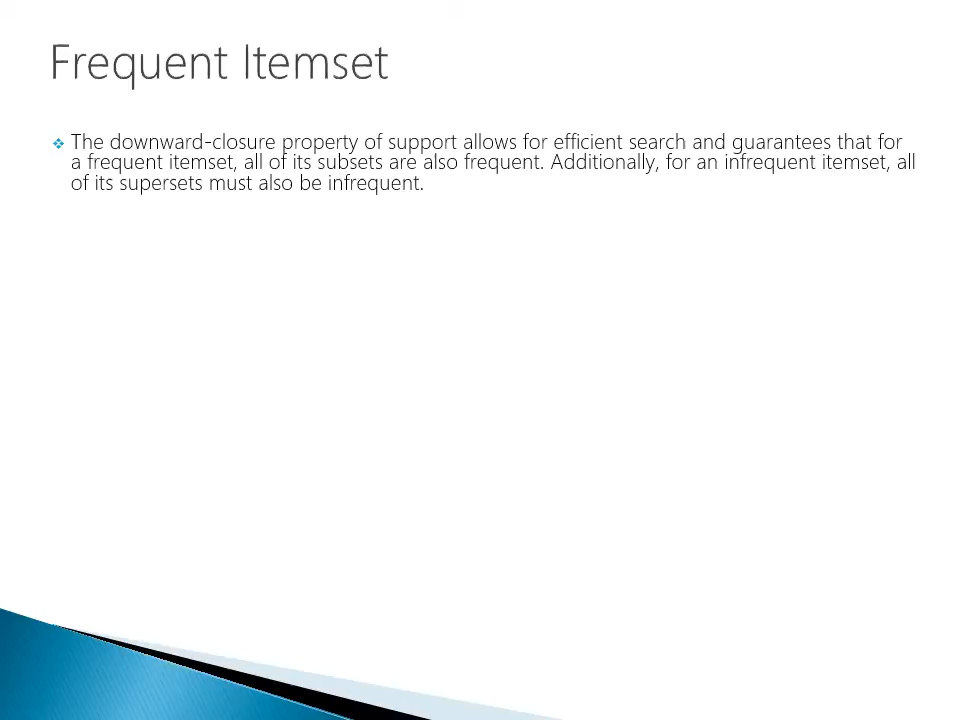 Frequent Itemset
The downward-closure property of support allows for efficient search and guarantees that for
a frequent itemset, all of its subsets are also frequent. Additionally, for an infrequent itemset, all
of its supersets must also be infrequent.